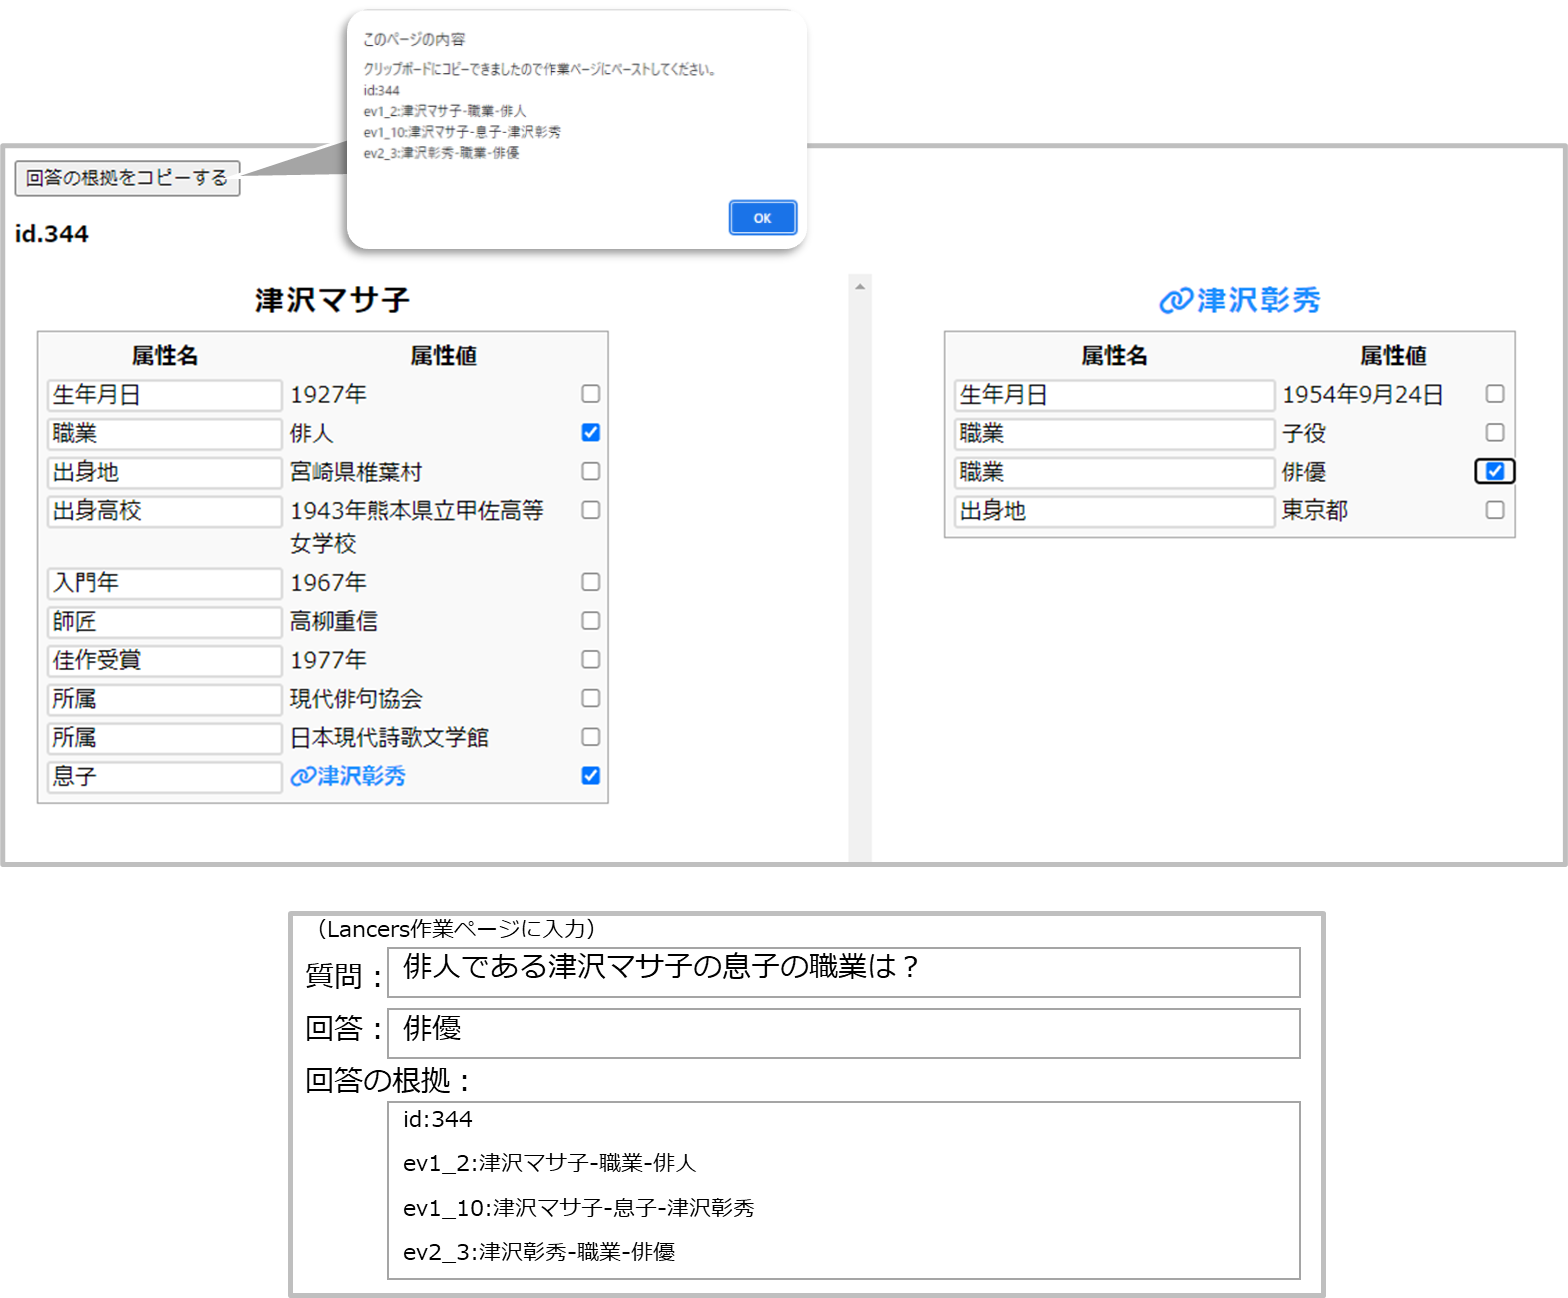 このページの内容
クリップボードにコピーできましたので作業ページにペーストしてください。
id:344
ev1_2:津沢マサ子-職業-俳人
ev1_10:津沢マサ子-息子-津沢彰秀
ev2_3:津沢彰秀-職業-俳優
OK
回答の根拠をコピーする
id.344
津沢マサ子
属性名 属性値
生年月日 1927年
職業 俳人
出身地 宮崎県椎葉村
出身高校 1943年熊本県立甲佐高等
女学校
入門年 1967年
師匠 高柳重信
佳作受賞 1977年
所属 現代俳句協会
所属 日本現代詩歌文学館
息子 津沢彰秀
津沢彰秀
属性名 属性値
生年月日 1954年9月24日
職業 子役
職業 俳優
出身地 東京都
（Lancers作業ページに入力）
質問： 俳人である津沢マサ子の息子の職業は？
回答： 俳優
回答の根拠：
id:344
ev1_2:津沢マサ子-職業-俳人
ev1_10:津沢マサ子-息子-津沢彰秀
ev2_3:津沢彰秀-職業-俳優